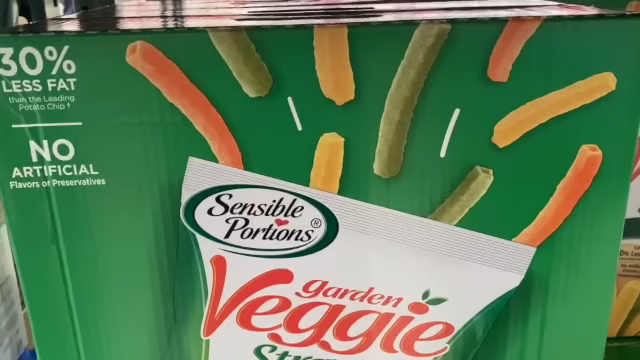 30%
LESS FAT
than the Leading
Potato Chip †
NO
ARTIFICIAL
Flavors or Preservatives
Sensible
Portions®
garden
Veggie